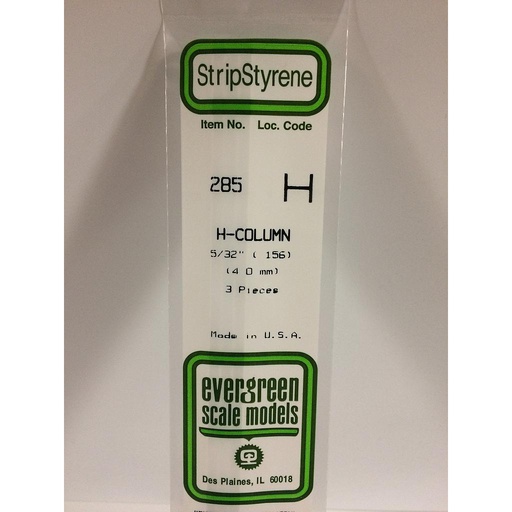 StripStyrene
Item No. Loc. Code
285 H
H-COLUMN
5/32" ( 156)
(4 0 mm)
3 Pieces
Made in U.S.A.
evergreen
scale models
Des Plaines, IL 60018